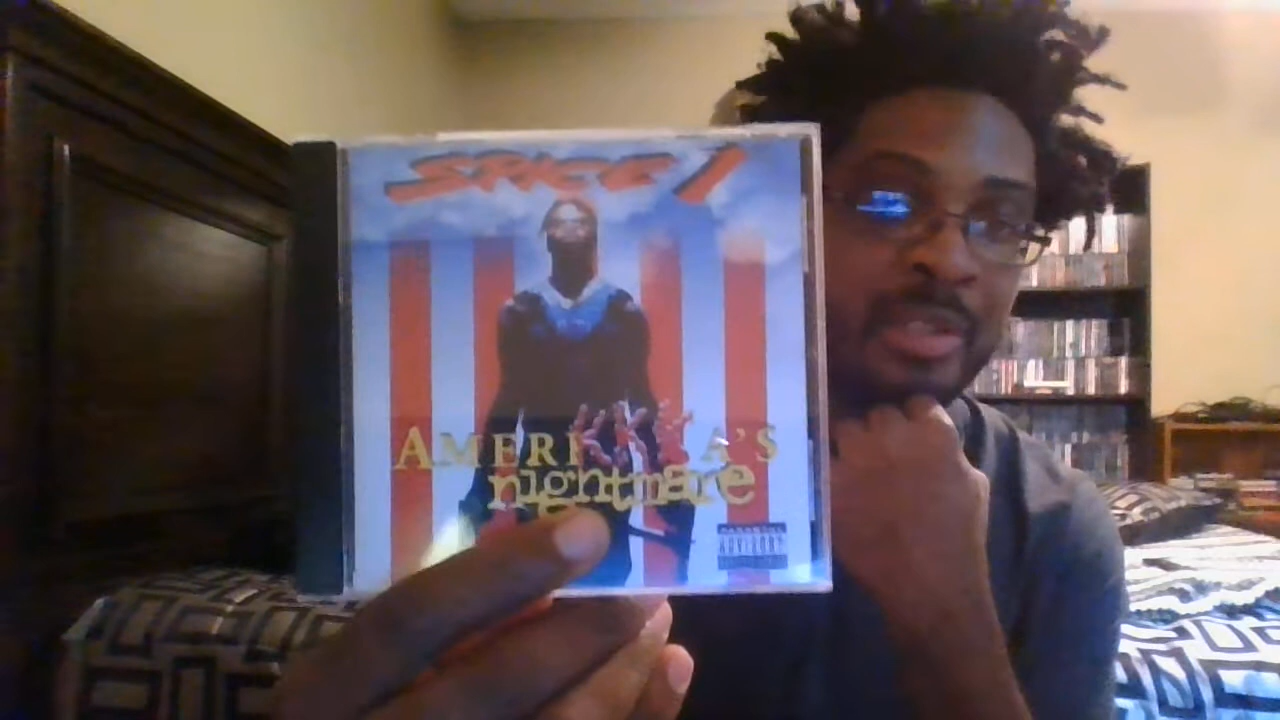 SPICE 1
AMERIKKKA'S
nightmare
PARENTAL
ADVISORY